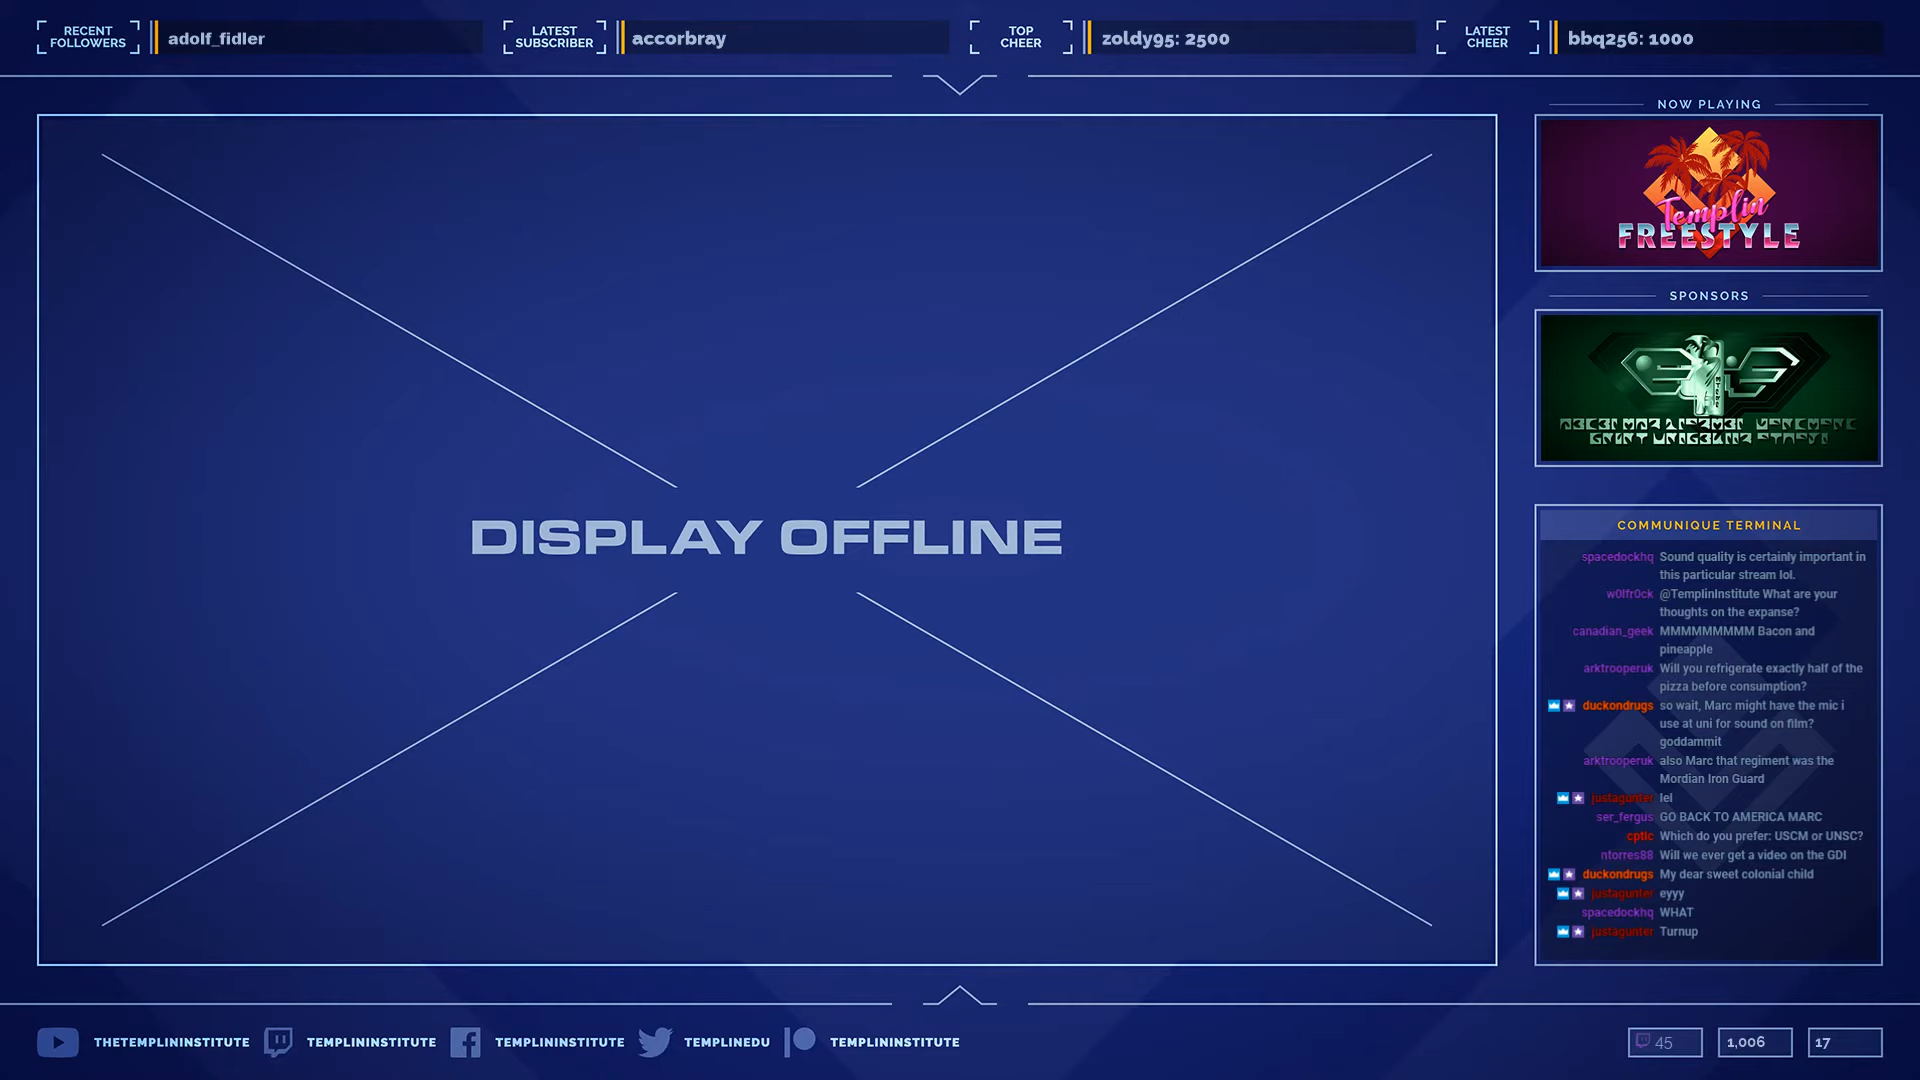 RECENT
FOLLOWERS
adolf_fidler
LATEST
SUBSCRIBER
accorbray
TOP
CHEER
zoldy95: 2500
LATEST
CHEER
bbq256: 1000
DISPLAY OFFLINE
NOW PLAYING
Templin
FREESTYLE
SPONSORS
COMMUNIQUE TERMINAL
spacedockhq Sound quality is certainly important in
this particular stream lol.
w0lfr0ck @TemplinInstitute What are your
thoughts on the expanse?
canadian_geek MMMMMMMMM Bacon and
pineapple
arktrooperuk Will you refrigerate exactly half of the
pizza before consumption?
duckondrugs so wait, Marc might have the mic i
use at uni for sound on film?
goddammit
arktrooperuk also Marc that regiment was the
Mordian Iron Guard
justagunter lel
ser_fergus GO BACK TO AMERICA MARC
cptlc Which do you prefer: USCM or UNSC?
ntorres88 Will we ever get a video on the GDI
duckondrugs My dear sweet colonial child
justagunter eyyy
spacedockhq WHAT
justagunter Turnup
THETEMPLININSTITUTE
TEMPLININSTITUTE
TEMPLININSTITUTE
TEMPLINEDU
TEMPLININSTITUTE
45
1,006
17